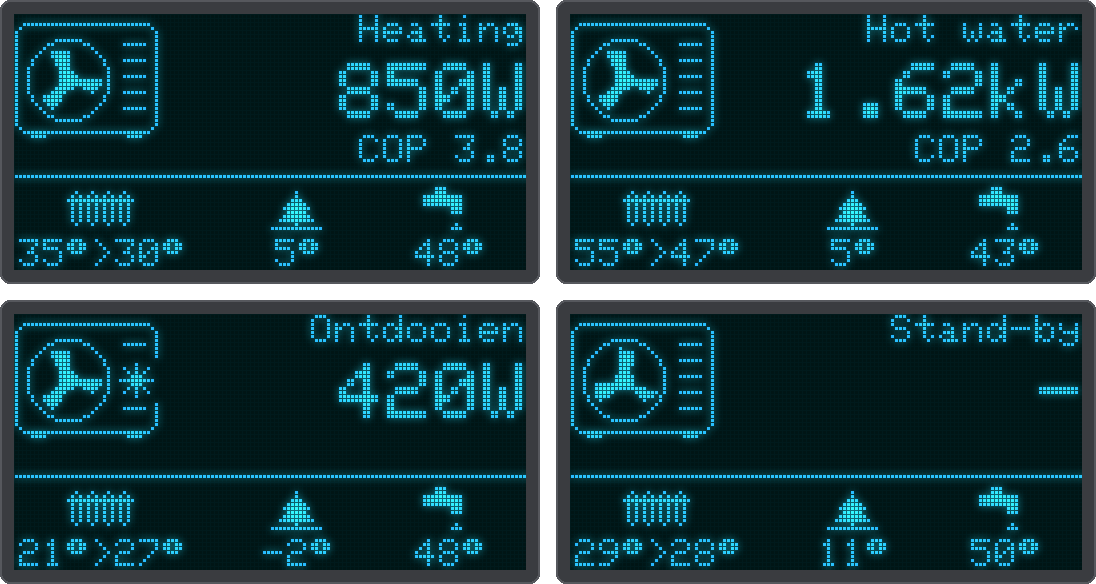 Heating
850W
COP 3.8
35°>30° 5° 48°
Hot water
1.62kW
COP 2.6
55°>47° 5° 43°
Ontdooien
420W
21°>27° -2° 48°
Stand-by
—
29°>28° 11° 50°